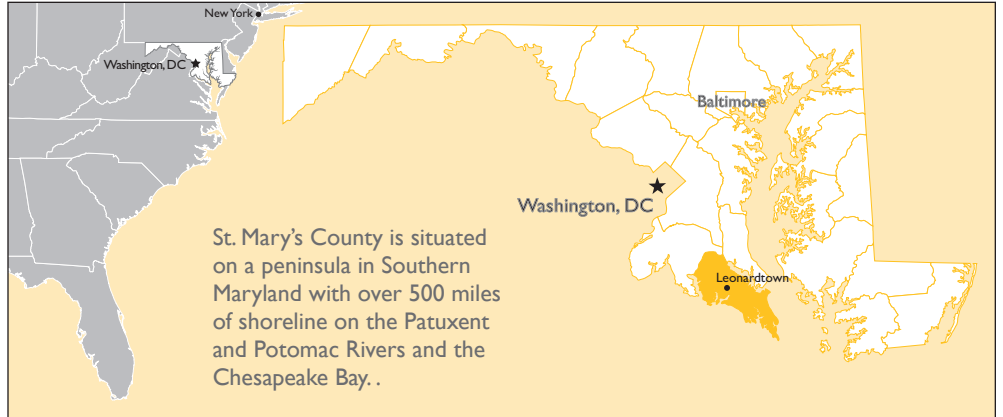 New York
Washington, DC
Baltimore
Washington, DC
Leonardtown
St. Mary's County is situated
on a peninsula in Southern
Maryland with over 500 miles
of shoreline on the Patuxent
and Potomac Rivers and the
Chesapeake Bay. .